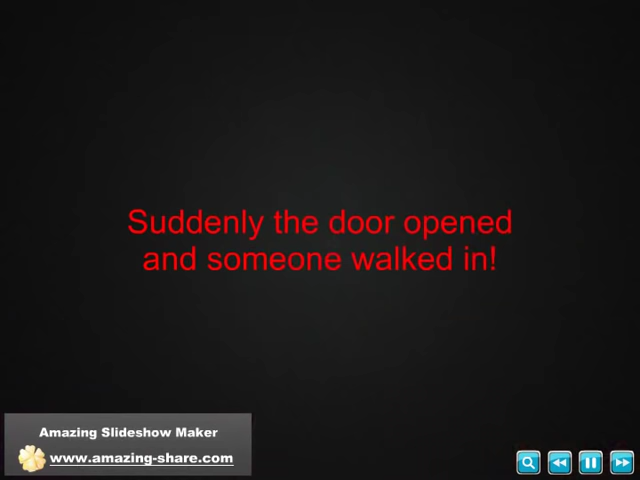 Suddenly the door opened
and someone walked in!
Amazing Slideshow Maker
www.amazing-share.com